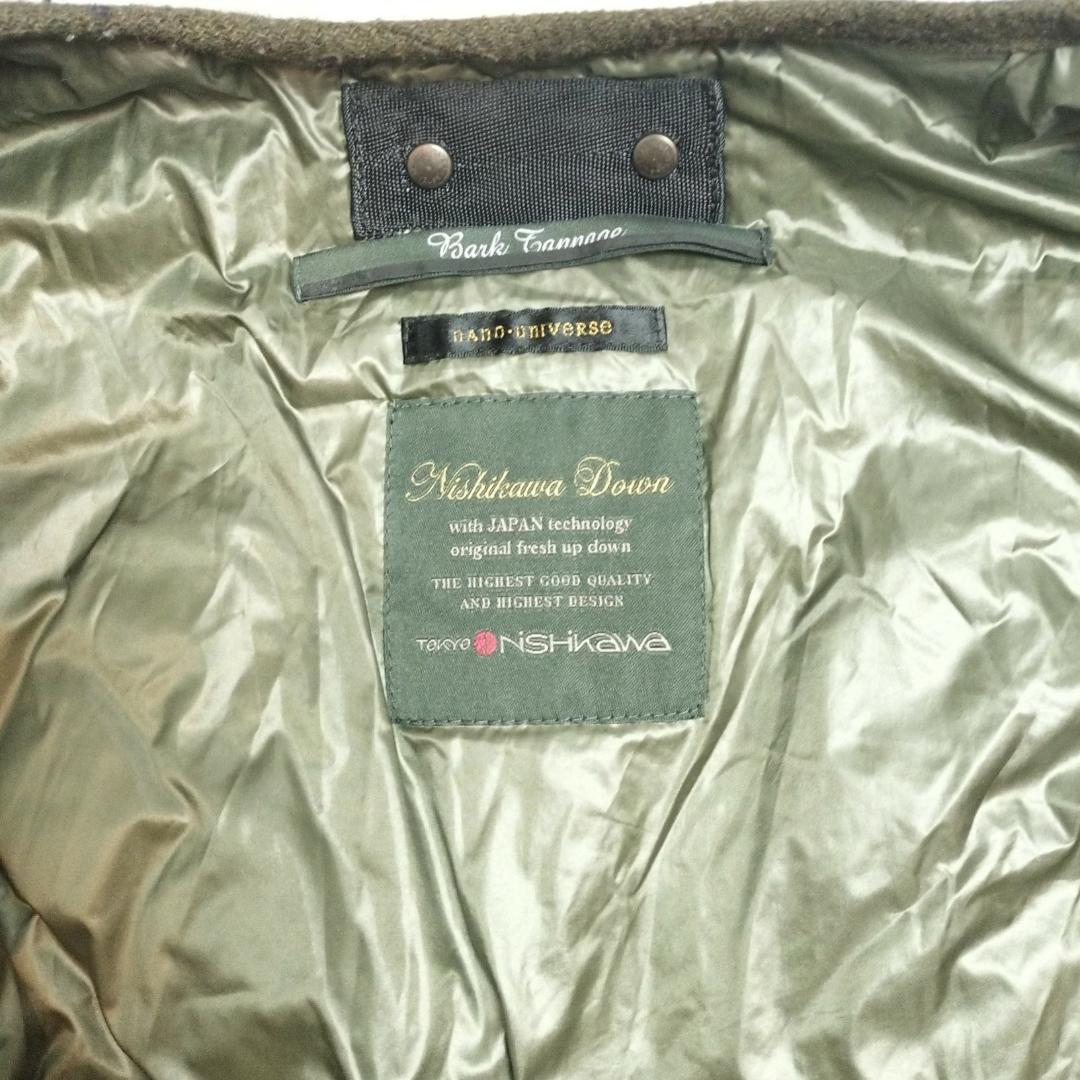 Bark Tannage
nano·universe
Nishikawa Down
with JAPAN technology
original fresh up down
THE HIGHEST GOOD QUALITY
AND HIGHEST DESIGN
TOKYO NISHIKAWA